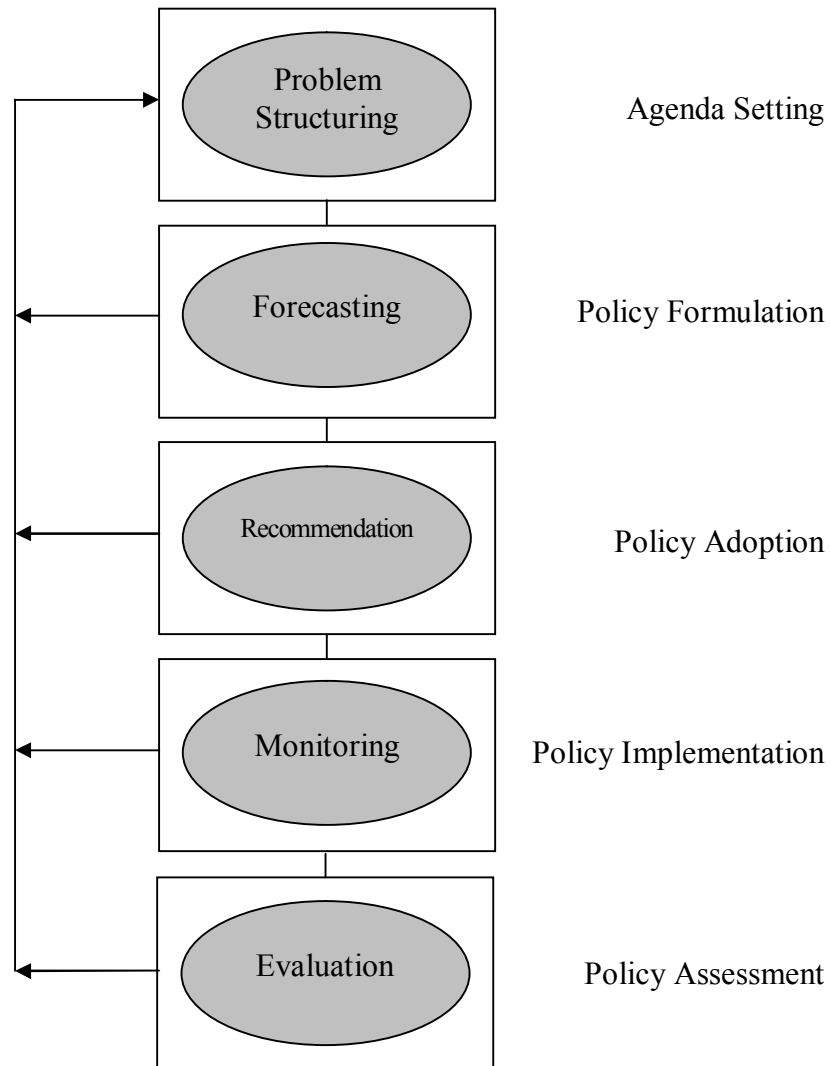 Problem
Structuring
Agenda Setting
Forecasting
Policy Formulation
Recommendation
Policy Adoption
Monitoring
Policy Implementation
Evaluation
Policy Assessment